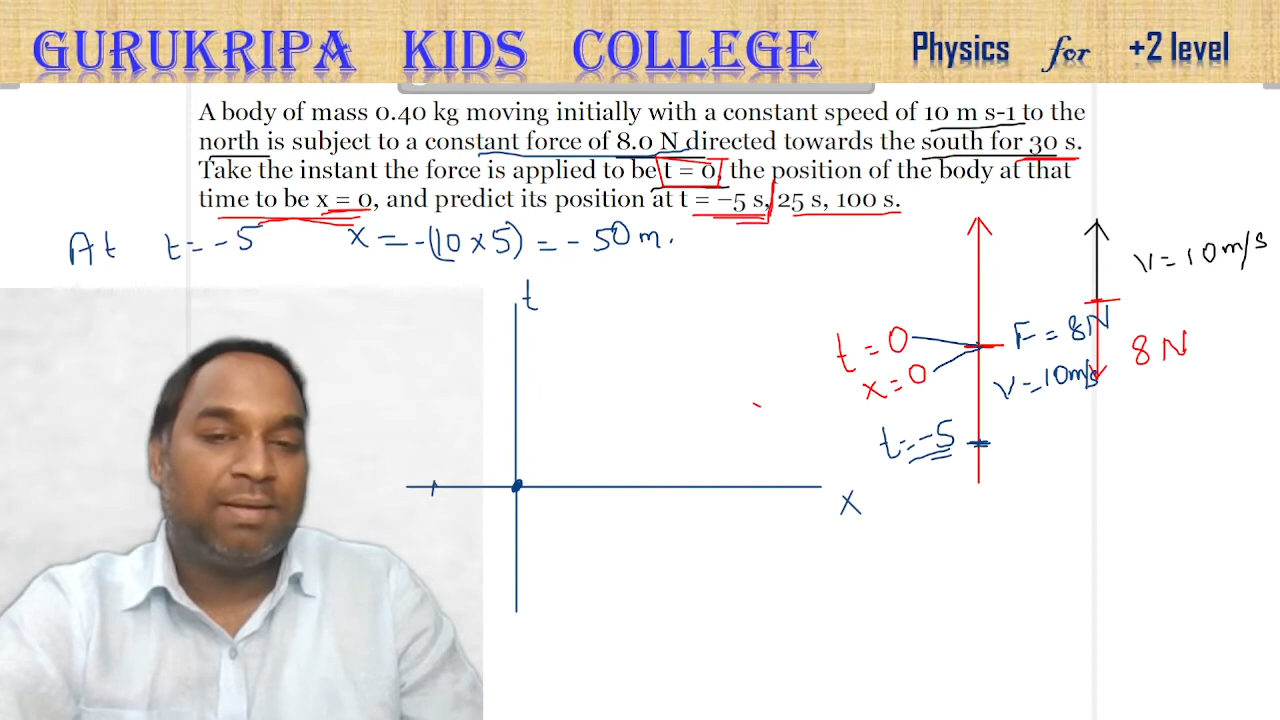 GURUKRIPA KIDS COLLEGE Physics for +2 level
A body of mass 0.40 kg moving initially with a constant speed of 10 m s-1 to the
north is subject to a constant force of 8.0 N directed towards the south for 30 s.
Take the instant the force is applied to be t = 0, the position of the body at that
time to be x = 0, and predict its position at t = −5 s, 25 s, 100 s.
At t = -5 x = -(10 × 5) = - 50 m.
V = 10 m/s
t
t = 0 F = 8N
8 N
x = 0 V = 10m/s
t = -5
x